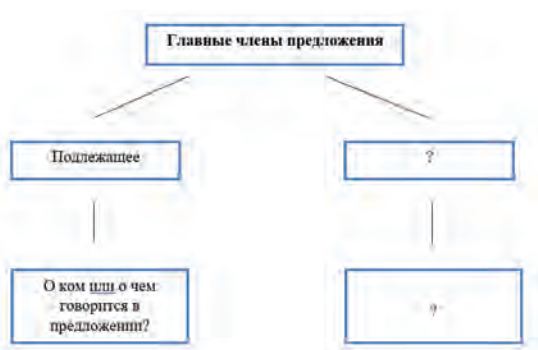 Главные члены предложения
Подлежащее
?
О ком или о чем
говорится в
предложении?
?